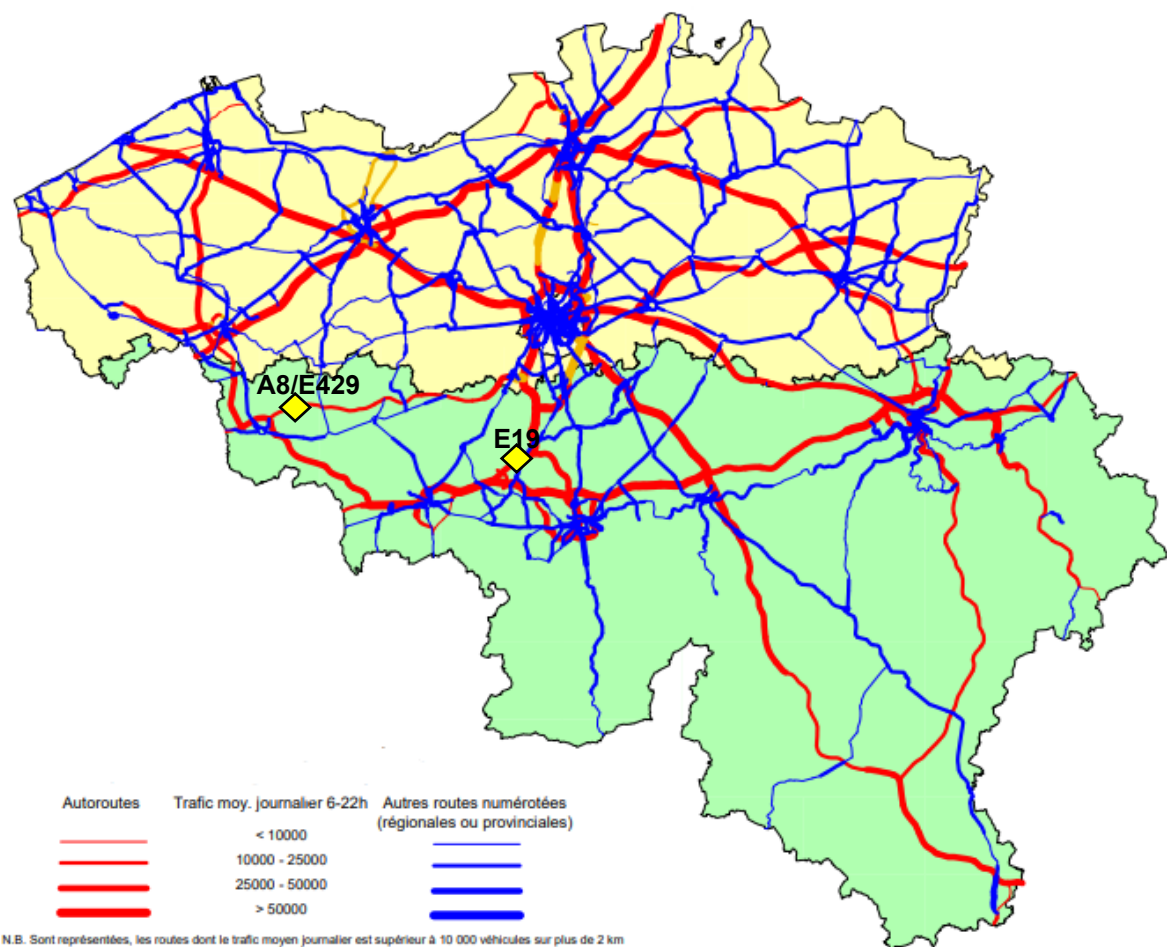 A8/E429
E19
Autoroutes Trafic moy. journalier 6-22h Autres routes numérotées
(régionales ou provinciales)
< 10000
10000 - 25000
25000 - 50000
> 50000
N.B. Sont représentées, les routes dont le trafic moyen journalier est supérieur à 10 000 véhicules sur plus de 2 km